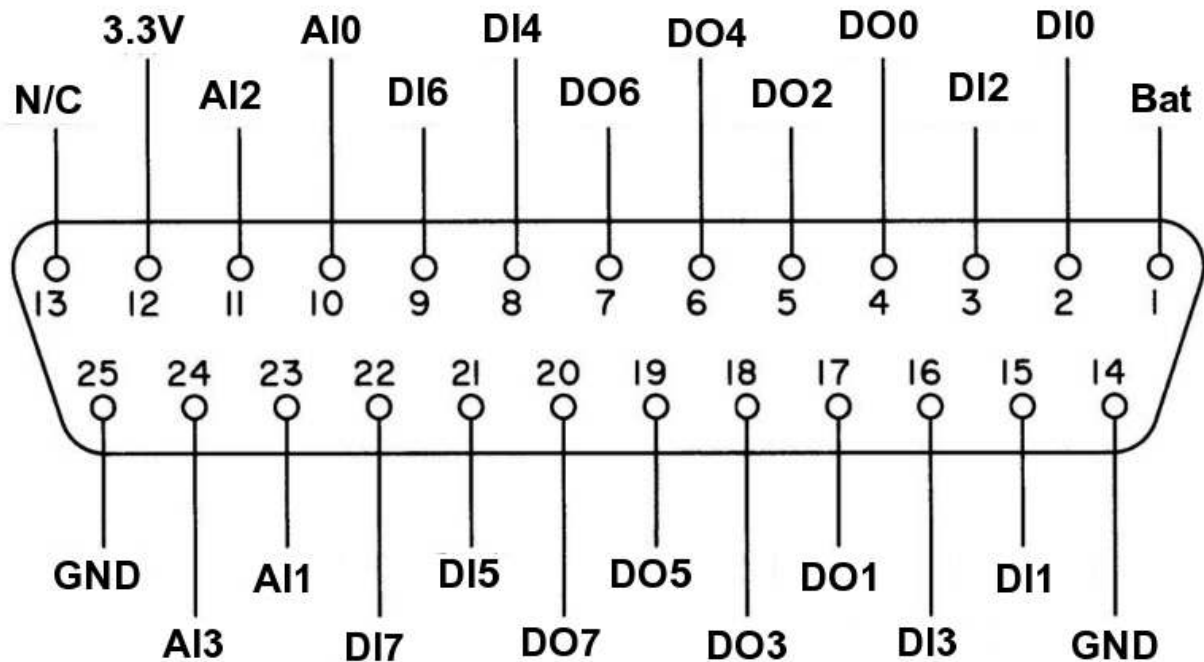 3.3V AI0 DI4 DO4 DO0 DI0
N/C AI2 DI6 DO6 DO2 DI2 Bat
13 12 11 10 9 8 7 6 5 4 3 2 1
25 24 23 22 21 20 19 18 17 16 15 14
GND AI1 DI5 DO5 DO1 DI1
AI3 DI7 DO7 DO3 DI3 GND